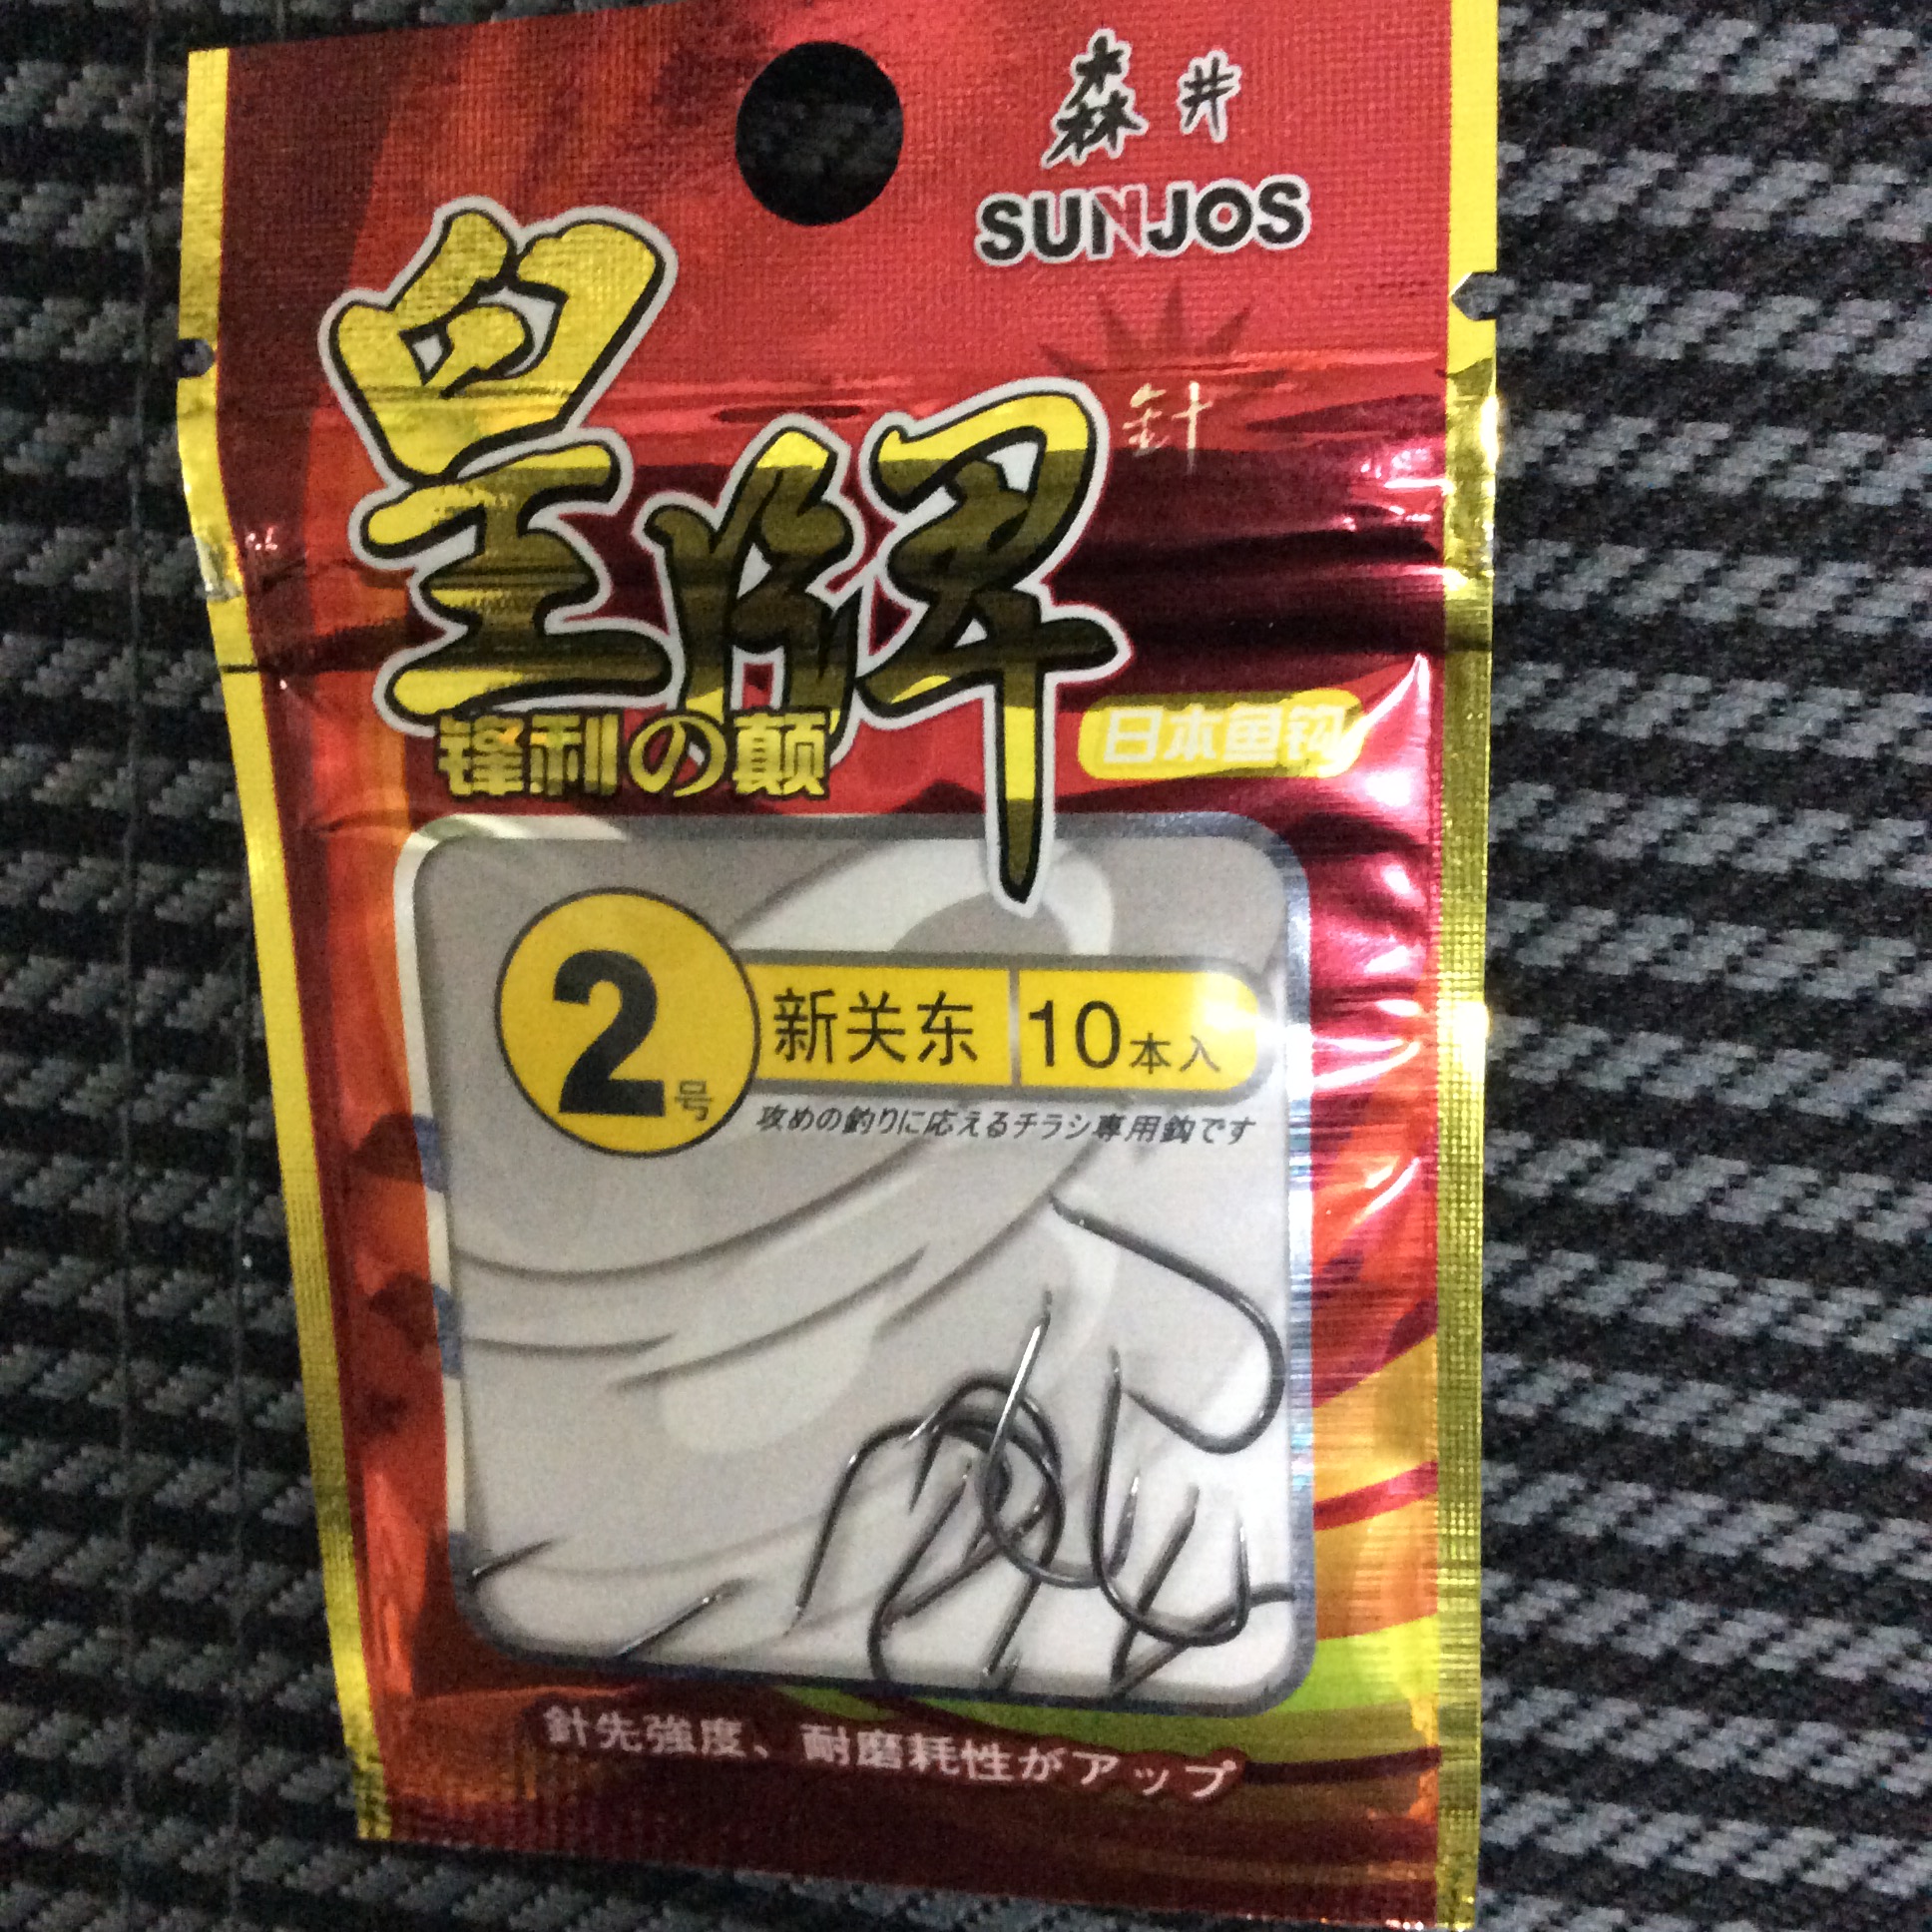 森井
SUNJOS
針
皇牌
锋利の颠
日本鱼钩
2号
新关东
10本入
攻めの釣りに応えるチラシ専用鈎です
針先強度、耐磨耗性がアップ